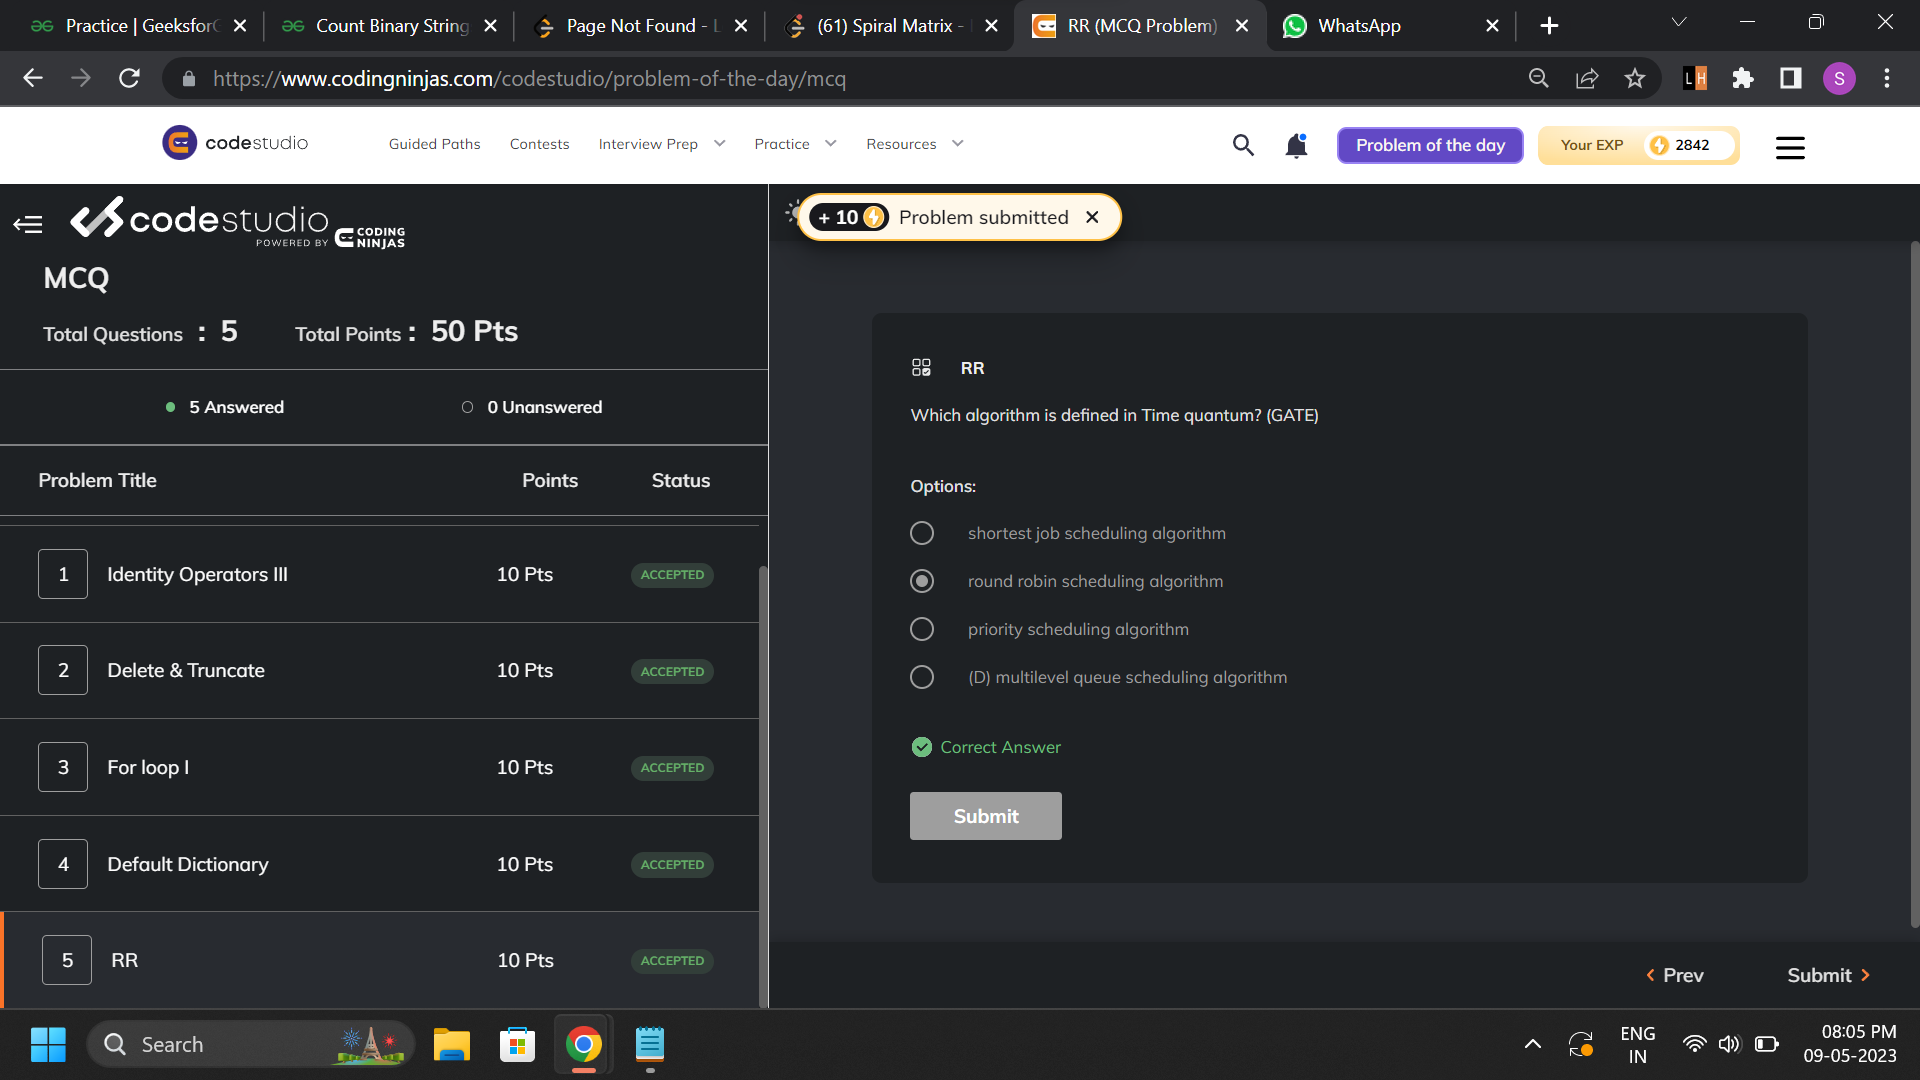 Practice | GeeksforG
Count Binary String
Page Not Found - L
(61) Spiral Matrix -
RR (MCQ Problem)
WhatsApp
https://www.codingninjas.com/codestudio/problem-of-the-day/mcq
L H
S
codestudio
Guided Paths
Contests
Interview Prep
Practice
Resources
Problem of the day
Your EXP
2842
codestudio
POWERED BY
CODING NINJAS
+ 10
Problem submitted
MCQ
Total Questions : 5
Total Points : 50 Pts
5 Answered
0 Unanswered
Problem Title Points Status
1 Identity Operators III 10 Pts ACCEPTED
2 Delete & Truncate 10 Pts ACCEPTED
3 For loop I 10 Pts ACCEPTED
4 Default Dictionary 10 Pts ACCEPTED
5 RR 10 Pts ACCEPTED
RR
Which algorithm is defined in Time quantum? (GATE)
Options:
shortest job scheduling algorithm
round robin scheduling algorithm
priority scheduling algorithm
(D) multilevel queue scheduling algorithm
Correct Answer
Submit
Prev
Submit
Search
ENG
IN
08:05 PM
09-05-2023